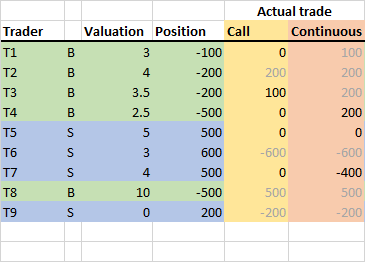 Actual trade
Trader Valuation Position Call Continuous
T1 B 3 -100 0 100
T2 B 4 -200 200 200
T3 B 3.5 -200 100 200
T4 B 2.5 -500 0 200
T5 S 5 500 0 0
T6 S 3 600 -600 -600
T7 S 4 500 0 -400
T8 B 10 -500 500 500
T9 S 0 200 -200 -200